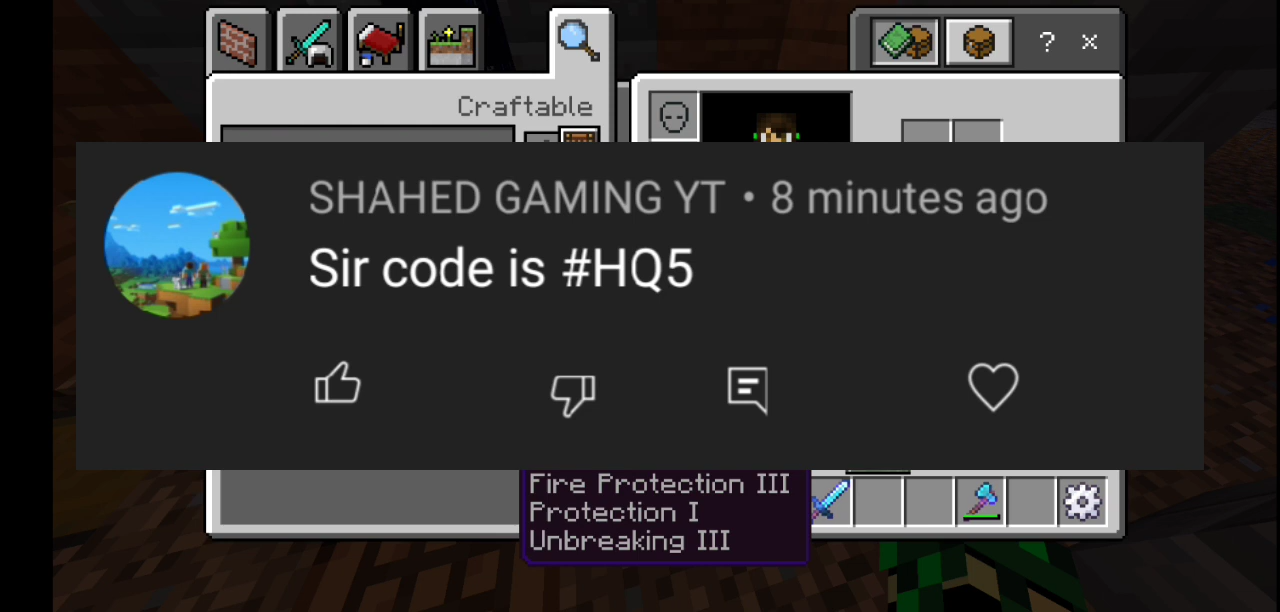 Craftable
?
SHAHED GAMING YT • 8 minutes ago
Sir code is #HQ5
Fire Protection III
Protection I
Unbreaking III